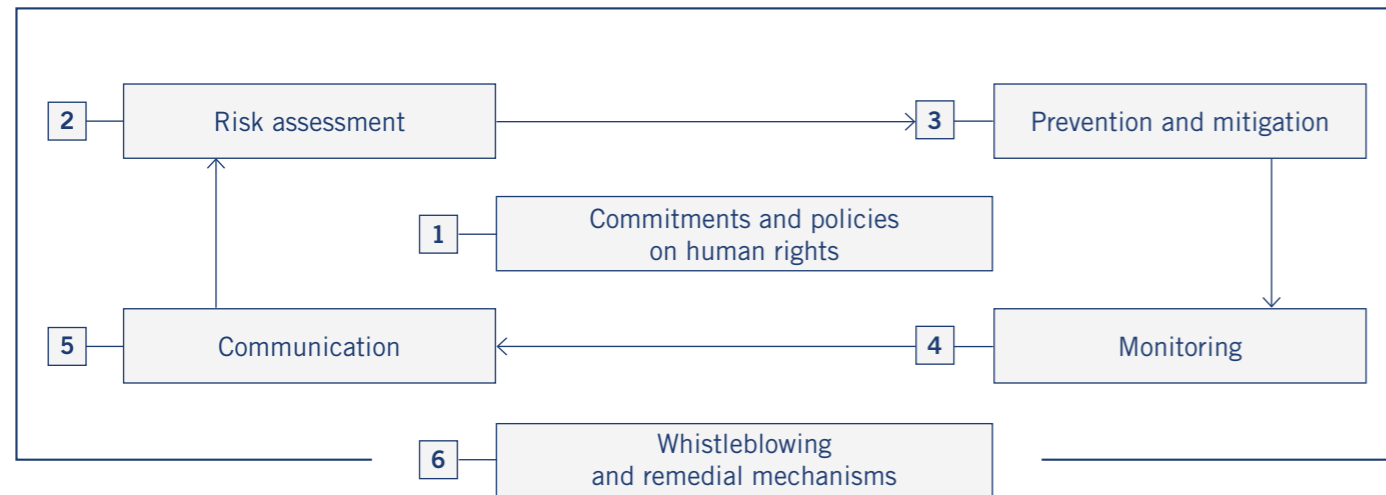 2
Risk assessment
3
Prevention and mitigation
1
Commitments and policies
on human rights
5
Communication
4
Monitoring
6
Whistleblowing
and remedial mechanisms